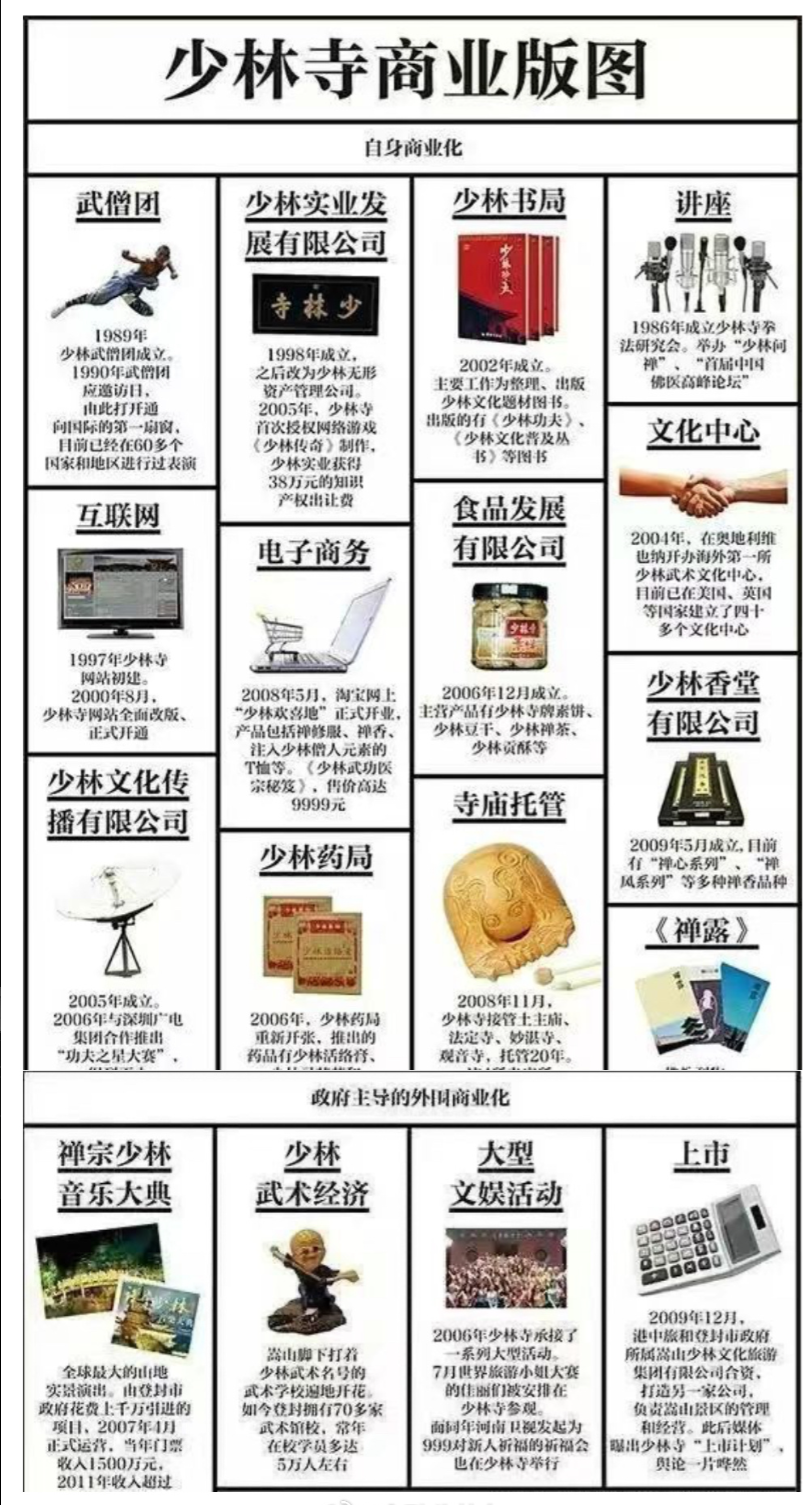 少林寺商业版图
自身商业化
武僧团
1989年
少林武僧团成立。
1990年武僧团
应邀访日，
由此打开通
向国际的第一扇窗，
目前已经在60多个
国家和地区进行过表演
互联网
1997年少林寺
网站初建。
2000年8月，
少林寺网站全面改版、
正式开通
少林文化传
播有限公司
2005年成立。
2006年与深圳广电
集团合作推出
“功夫之星大赛”，
少林实业发
展有限公司
少林寺
1998年成立，
之后改为少林无形
资产管理公司。
2005年，少林寺
首次授权网络游戏
《少林传奇》制作，
少林实业获得
38万元的知识
产权出让费
电子商务
2008年5月，淘宝网上
“少林欢喜地”正式开业，
产品包括禅修服、禅香、
注入少林僧人元素的
T恤等。《少林武功医
宗秘笈》，售价高达
9999元
少林药局
2006年，少林药局
重新开张，推出的
药品有少林活络膏、
少林书局
少林功夫
2002年成立。
主要工作为整理、出版
少林文化题材图书。
出版的有《少林功夫》、
《少林文化普及丛
书》等图书
食品发展
有限公司
少林寺
2006年12月成立。
主营产品有少林寺牌素饼、
少林豆干、少林禅茶、
少林贡酥等
寺庙托管
2008年11月，
少林寺接管土主庙、
法定寺、妙湛寺、
观音寺，托管20年。
讲座
1986年成立少林寺拳
法研究会。举办“少林问
禅”、“首届中国
佛医高峰论坛”
文化中心
2004年，在奥地利维
也纳开办海外第一所
少林武术文化中心，
目前已在美国、英国
等国家建立了四十
多个文化中心
少林香堂
有限公司
2009年5月成立,目前
有“禅心系列”、“禅
风系列”等多种禅香品种
《禅露》
政府主导的外围商业化
禅宗少林
音乐大典
全球最大的山地
实景演出。由登封市
政府花费上千万引进的
项目，2007年4月
正式运营，当年门票
收入1500万元，
2011年收入超过
少林
武术经济
嵩山脚下打着
少林武术名号的
武术学校遍地开花。
如今登封拥有70多家
武术馆校，常年
在校学员多达
5万人左右
大型
文娱活动
2006年少林寺承接了
一系列大型活动。
7月世界旅游小姐大赛
的佳丽们被安排在
少林寺参观。
而同年河南卫视发起为
999对新人祈福的祈福会
也在少林寺举行
上市
2009年12月，
港中旅和登封市政府
所属嵩山少林文化旅游
集团有限公司合资，
打造另一家公司，
负责嵩山景区的管理
和经营。此后媒体
曝出少林寺“上市计划”，
舆论一片哗然